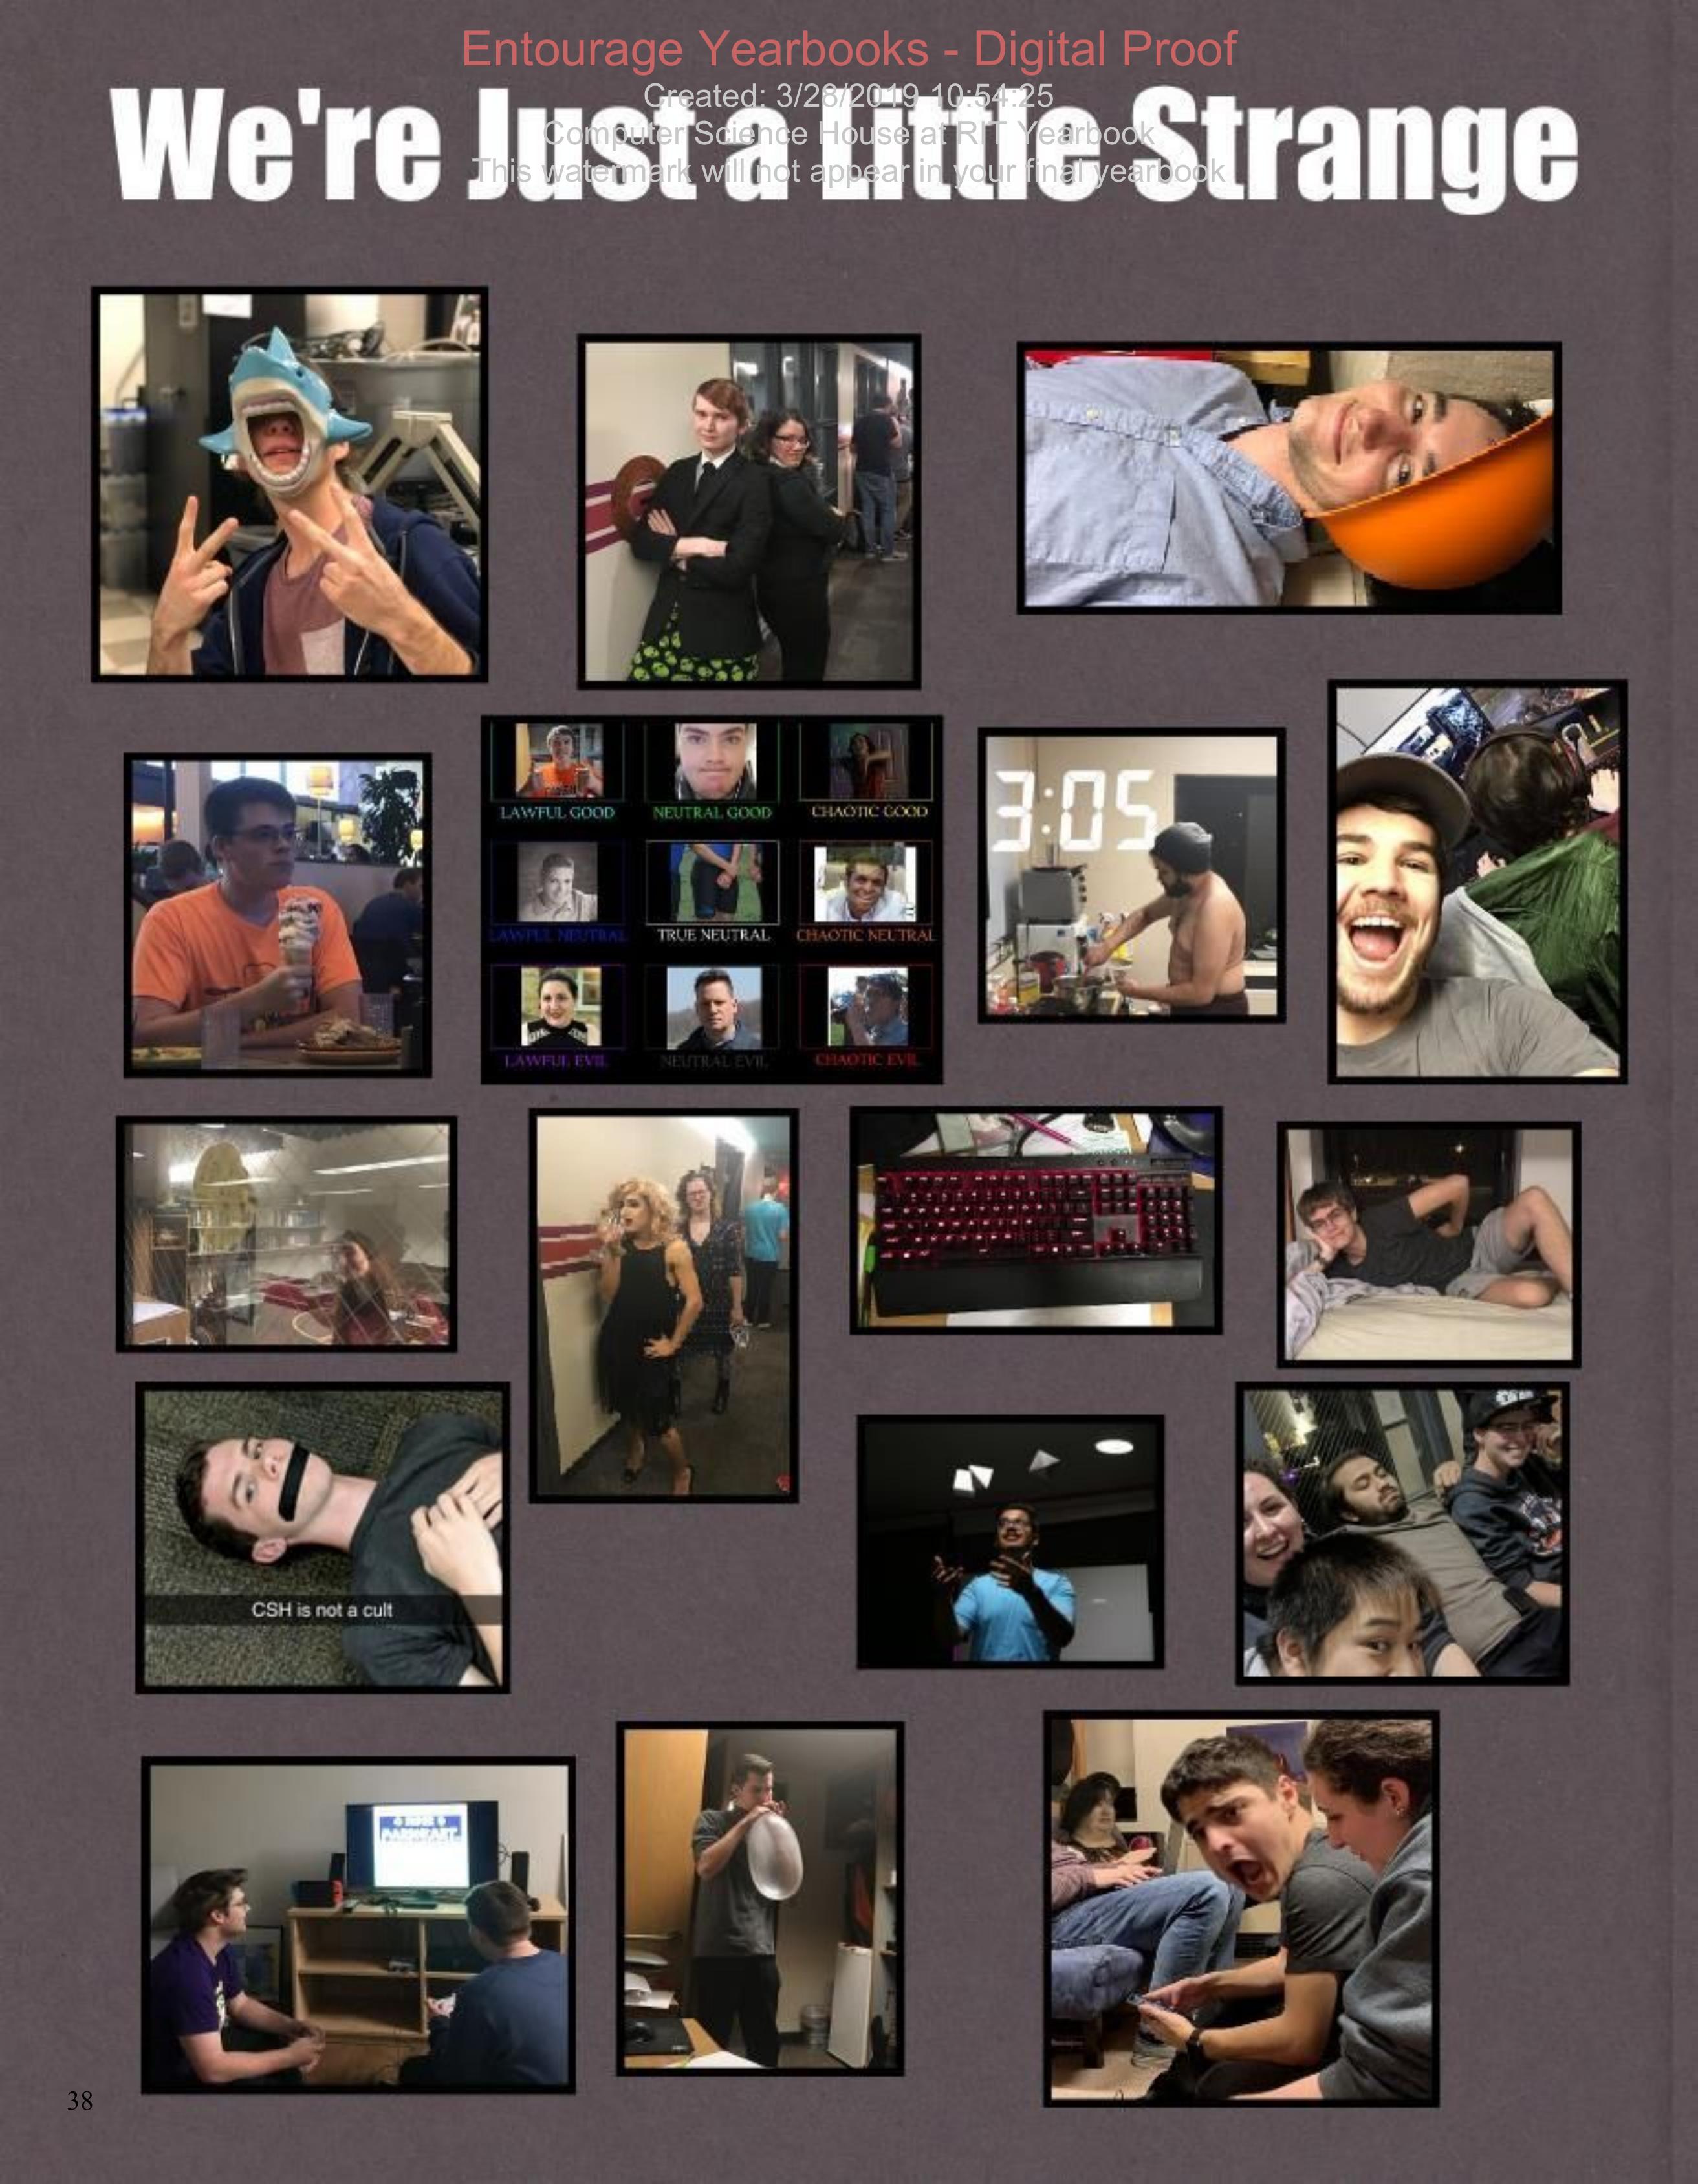 Entourage Yearbooks - Digital Proof
Created: 3/28/2019 10:54:25
Computer Science House at RIT Yearbook
This watermark will not appear in your final yearbook
We're Just a Little Strange
LAWFUL GOOD NEUTRAL GOOD CHAOTIC GOOD
LAWFUL NEUTRAL TRUE NEUTRAL CHAOTIC NEUTRAL
LAWFUL EVIL NEUTRAL EVIL CHAOTIC EVIL
3:05
CSH is not a cult
38